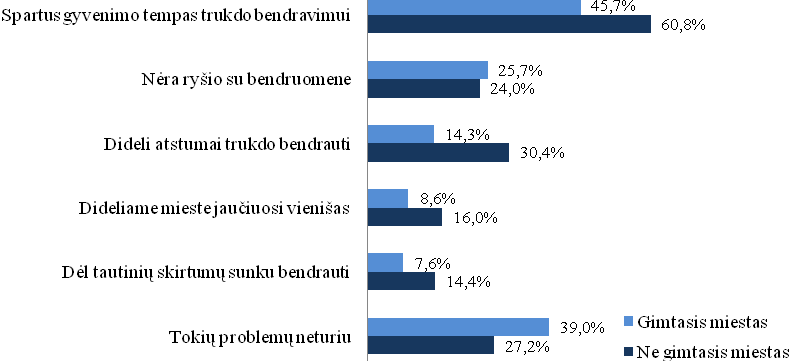 Spartus gyvenimo tempas trukdo bendravimui
45,7%
60,8%
Nėra ryšio su bendruomene
25,7%
24,0%
Dideli atstumai trukdo bendrauti
14,3%
30,4%
Dideliame mieste jaučiuosi vienišas
8,6%
16,0%
Dėl tautinių skirtumų sunku bendrauti
7,6%
14,4%
Tokių problemų neturiu
39,0%
27,2%
Gimtasis miestas
Ne gimtasis miestas